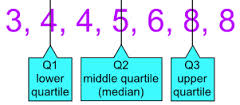 3, 4, 4, 5, 6, 8, 8
Q1
lower
quartile
Q2
middle quartile
(median)
Q3
upper
quartile